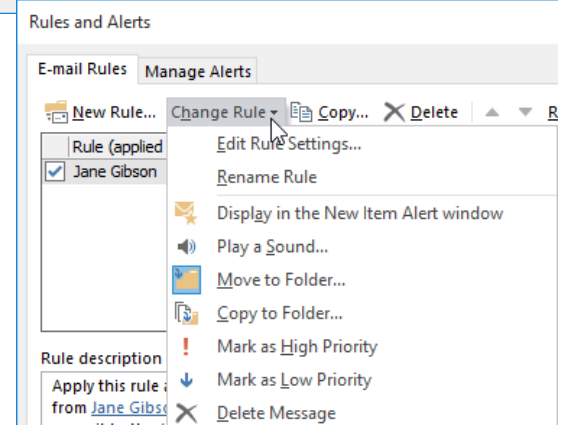 Rules and Alerts
E-mail Rules Manage Alerts
New Rule... Change Rule Copy... Delete
Rule (applied
Jane Gibson
Edit Rule Settings...
Rename Rule
Display in the New Item Alert window
Play a Sound...
Move to Folder...
Copy to Folder...
Mark as High Priority
Mark as Low Priority
Delete Message
Rule description
Apply this rule
from Jane Gibs